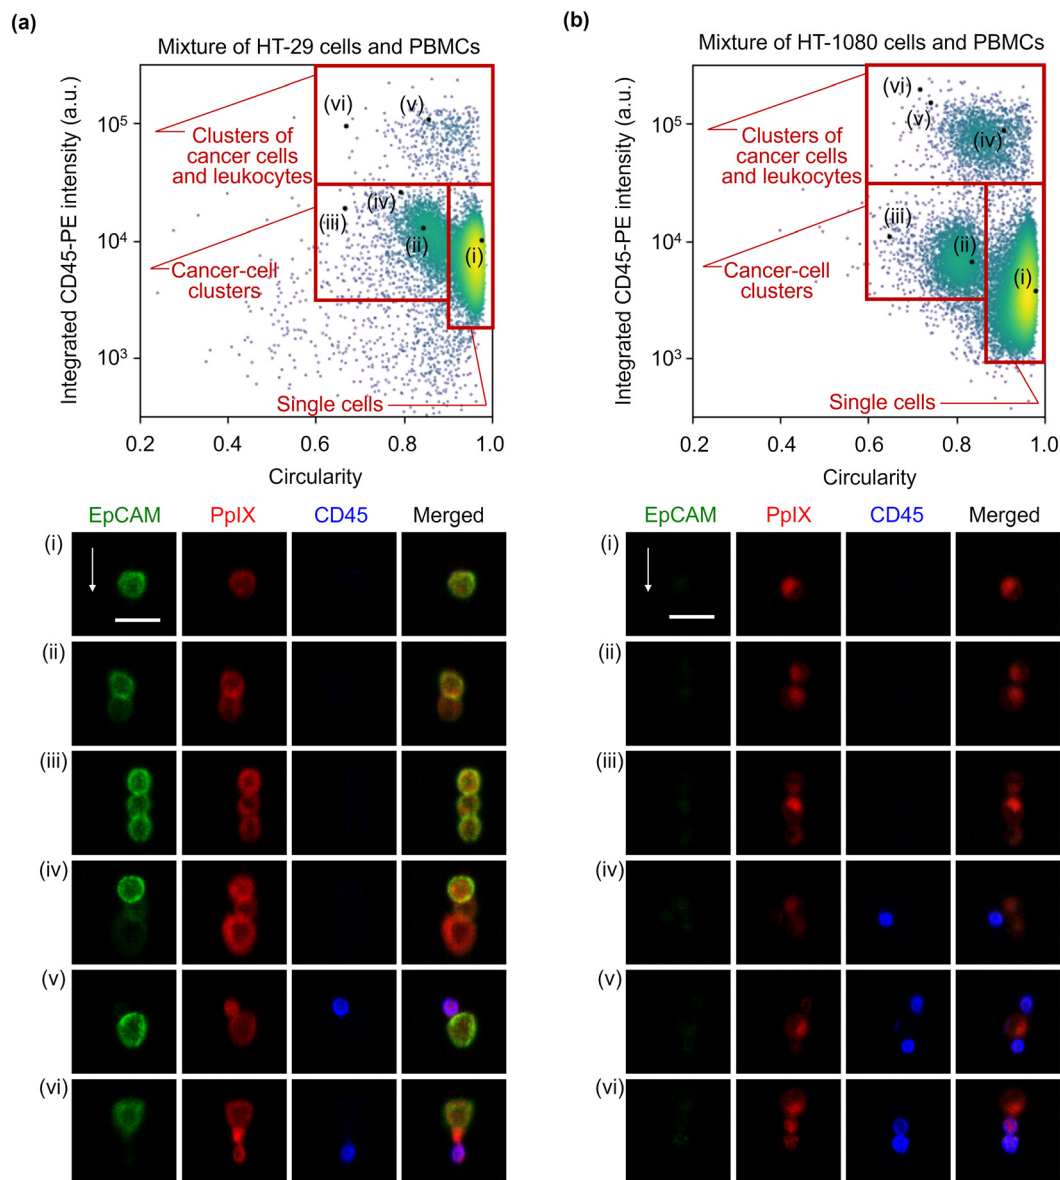 (a)
Mixture of HT-29 cells and PBMCs
Integrated CD45-PE intensity (a.u.)
10⁵
10⁴
10³
(vi)
(v)
Clusters of
cancer cells
and leukocytes
(iii)
(iv)
(ii)
(i)
Cancer-cell
clusters
Single cells
0.2
0.4
0.6
0.8
1.0
Circularity
EpCAM
PpIX
CD45
Merged
(i)
(ii)
(iii)
(iv)
(v)
(vi)
(b)
Mixture of HT-1080 cells and PBMCs
Integrated CD45-PE intensity (a.u.)
10⁵
10⁴
10³
(vi)
(v)
(iv)
Clusters of
cancer cells
and leukocytes
(iii)
(ii)
(i)
Cancer-cell
clusters
Single cells
0.2
0.4
0.6
0.8
1.0
Circularity
EpCAM
PpIX
CD45
Merged
(i)
(ii)
(iii)
(iv)
(v)
(vi)